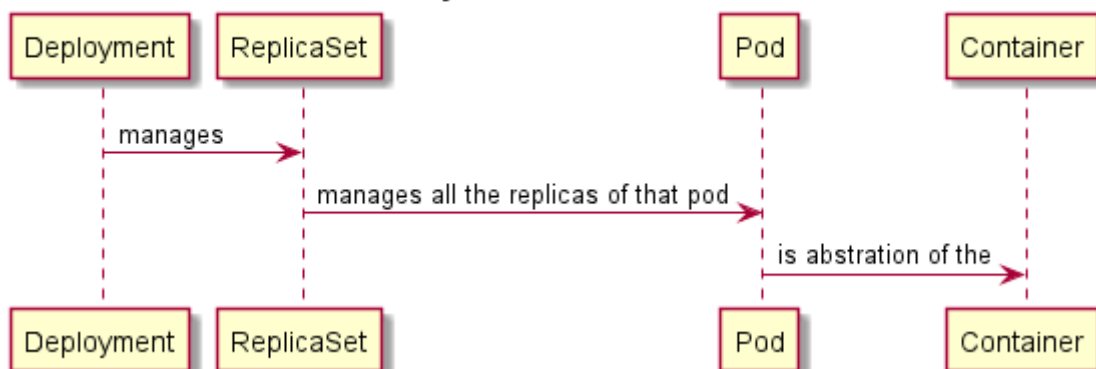 Deployment ReplicaSet Pod Container
manages
manages all the replicas of that pod
is abstration of the
Deployment ReplicaSet Pod Container